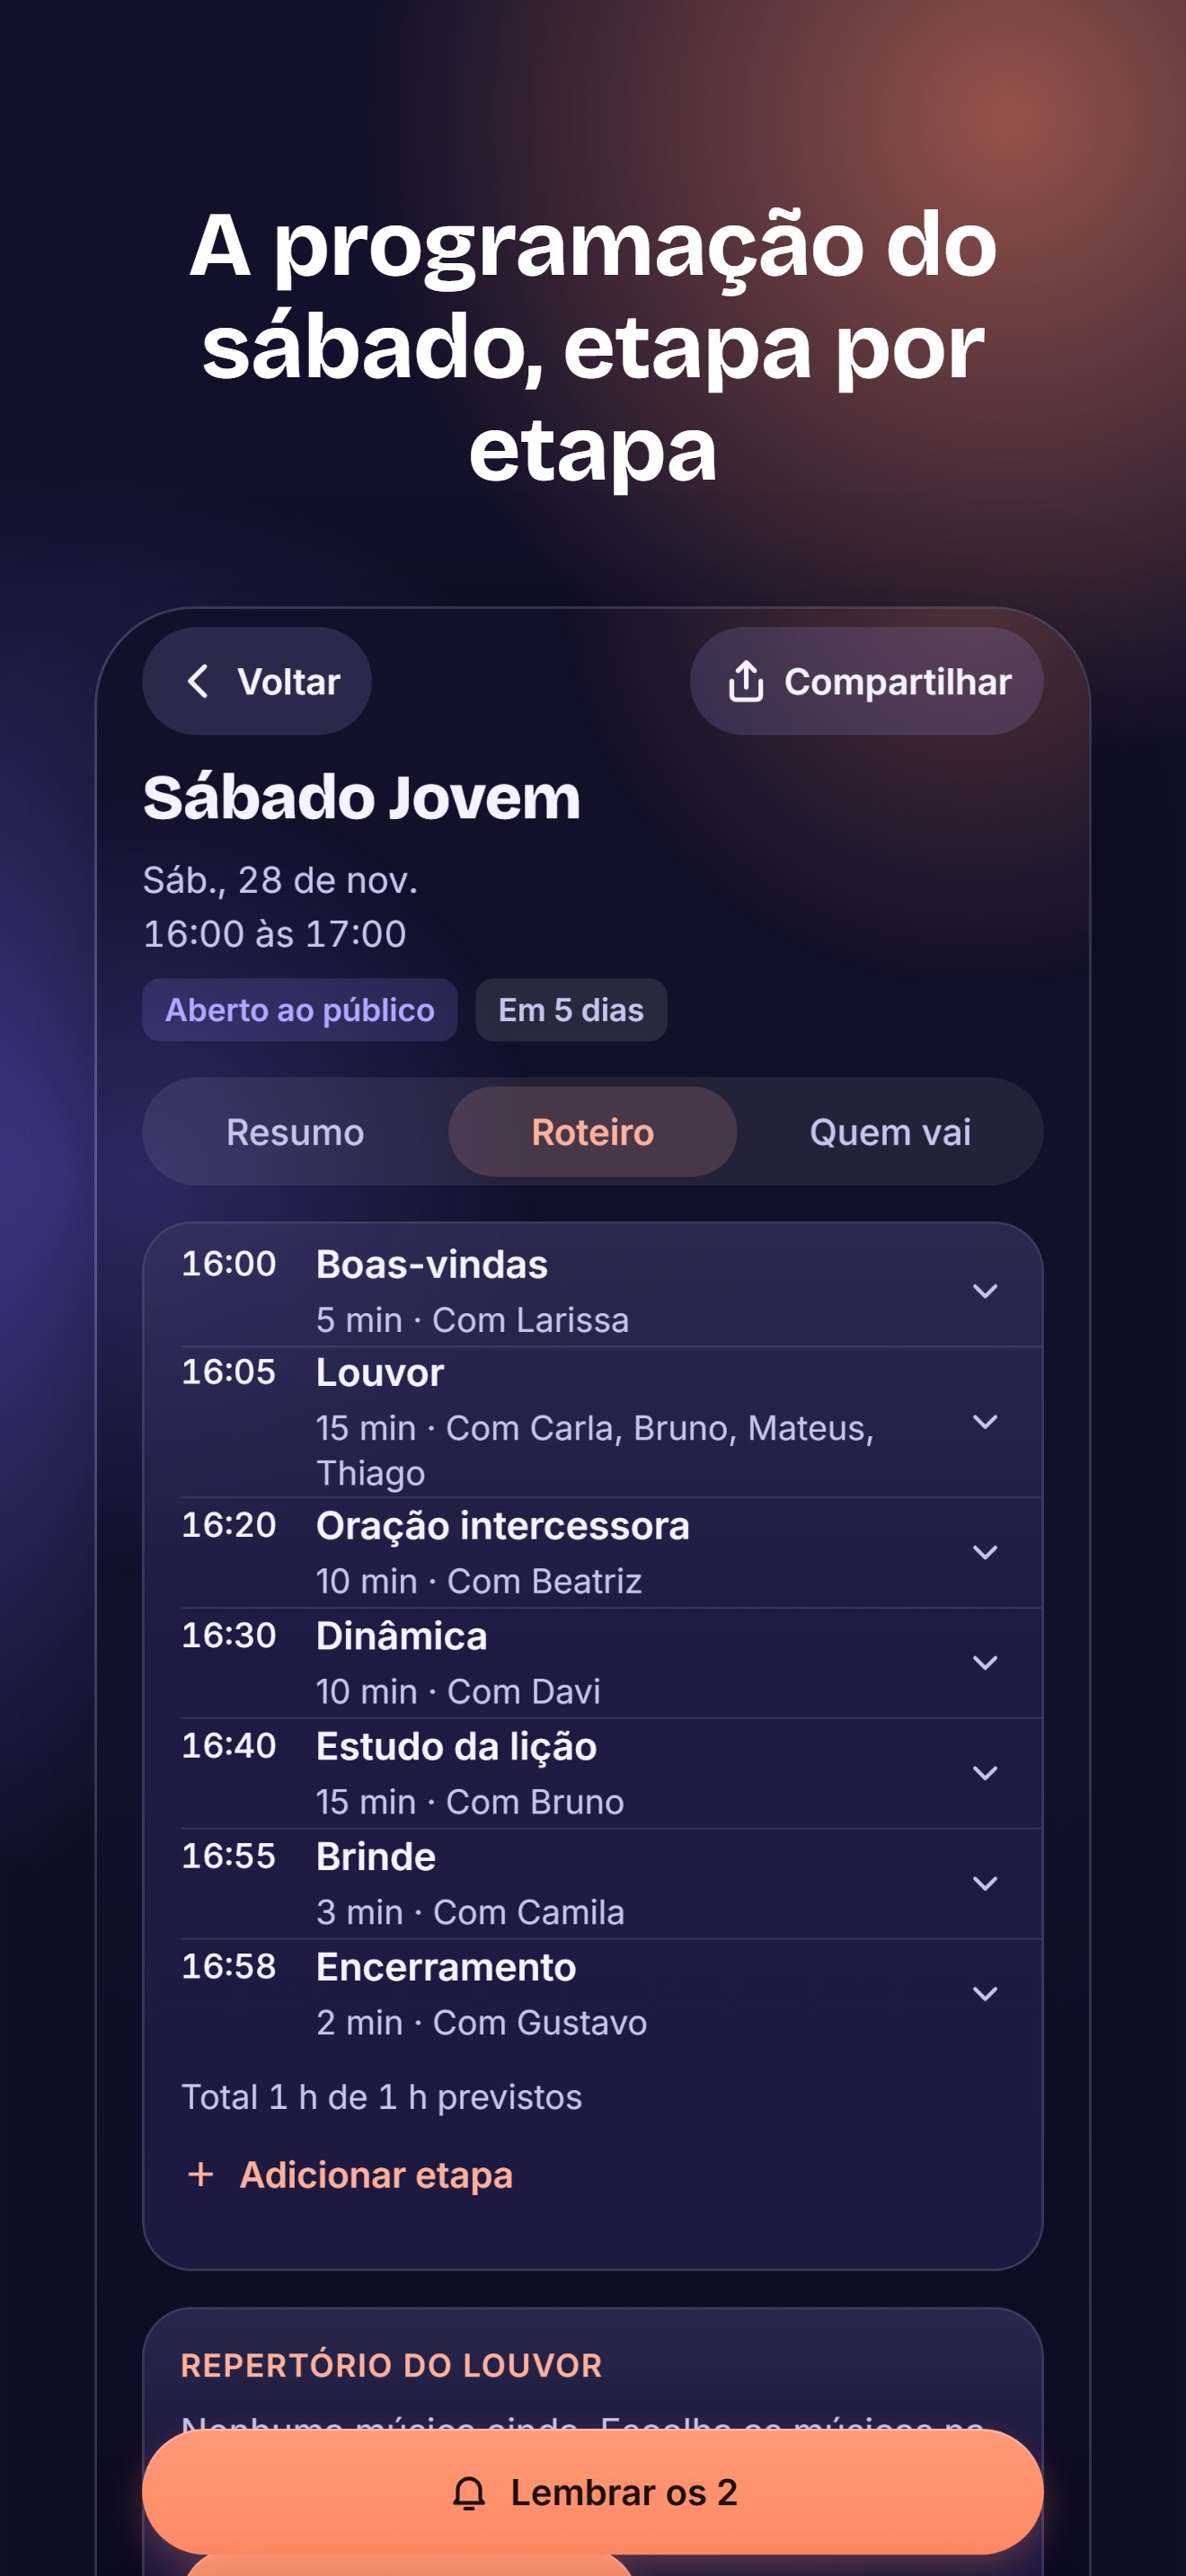 A programação do
sábado, etapa por
etapa
Voltar
Compartilhar
Sábado Jovem
Sáb., 28 de nov.
16:00 às 17:00
Aberto ao público
Em 5 dias
Resumo
Roteiro
Quem vai
16:00 Boas-vindas
5 min · Com Larissa
16:05 Louvor
15 min · Com Carla, Bruno, Mateus,
Thiago
16:20 Oração intercessora
10 min · Com Beatriz
16:30 Dinâmica
10 min · Com Davi
16:40 Estudo da lição
15 min · Com Bruno
16:55 Brinde
3 min · Com Camila
16:58 Encerramento
2 min · Com Gustavo
Total 1 h de 1 h previstos
+ Adicionar etapa
REPERTÓRIO DO LOUVOR
Lembrar os 2